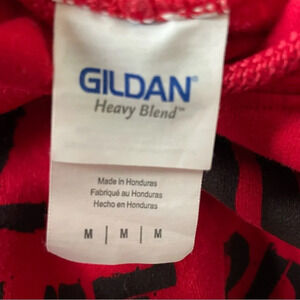 GILDAN®
Heavy Blend™
Made in Honduras
Fabriqué au Honduras
Hecho en Honduras
M | M | M